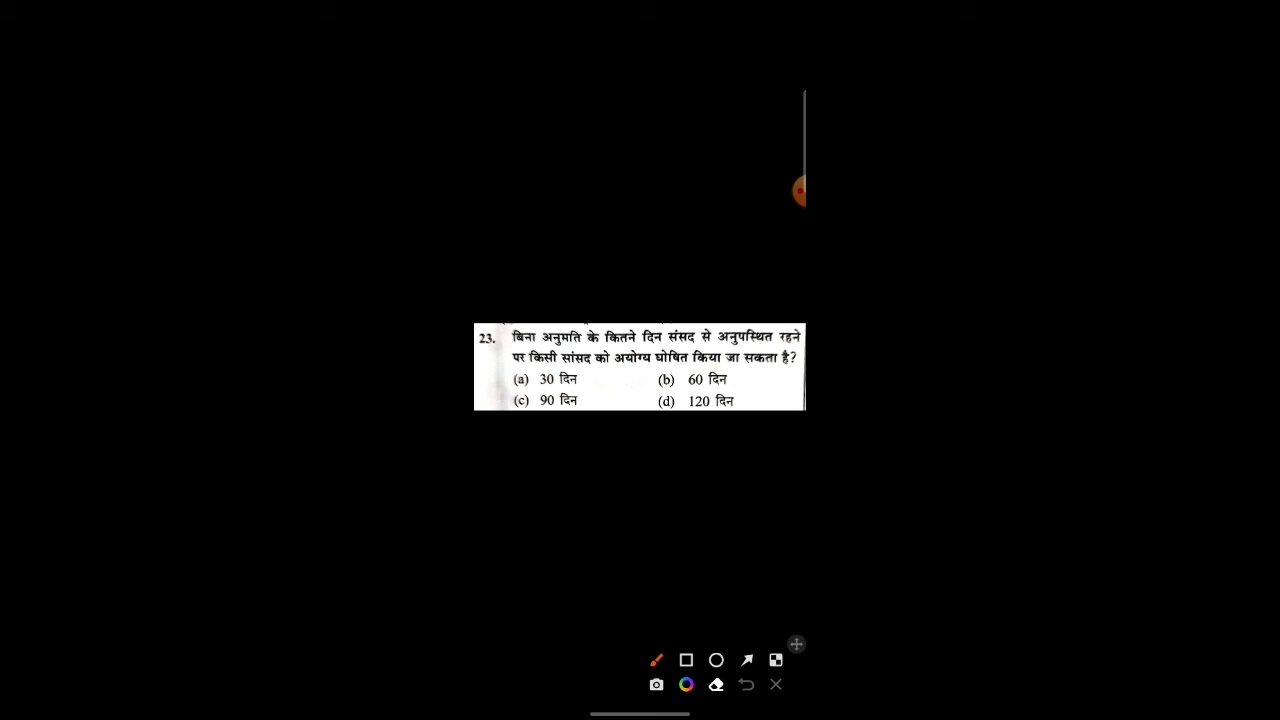 23. बिना अनुमति के कितने दिन संसद से अनुपस्थित रहने
पर किसी सांसद को अयोग्य घोषित किया जा सकता है?
(a) 30 दिन (b) 60 दिन
(c) 90 दिन (d) 120 दिन